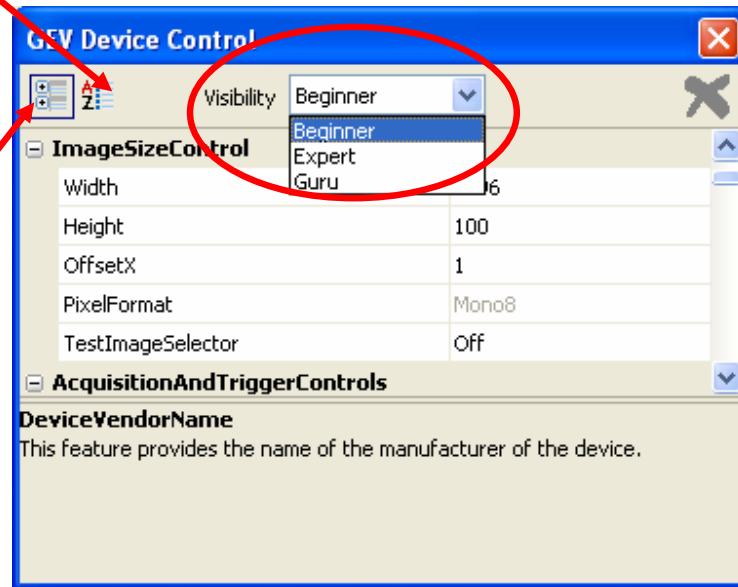 GEV Device Control
AZ
Visibility Beginner
Beginner
Expert
Guru
ImageSizeControl
Width
Height 100
OffsetX 1
PixelFormat Mono8
TestImageSelector Off
AcquisitionAndTriggerControls
DeviceVendorName
This feature provides the name of the manufacturer of the device.